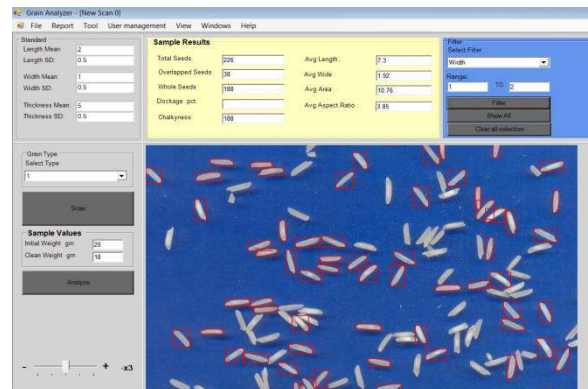 Grain Analyzer - [New Scan 0]
File Report Tool User management View Windows Help
Standard
Length Mean 2
Length SD: 0.5
Width Mean 1
Width SD: 0.5
Thickness Mean: 5
Thickness SD: 0.5
Sample Results
Total Seeds: 226
Overlapped Seeds: 38
Whole Seeds 188
Dockage pct.
Chalkyness: 188
Avg Length : 7.3
Avg Wide : 1.92
Avg Area : 10.76
Avg Aspect Ratio : 3.85
Filter
Select Filter
Width
Range:
1 TO 2
Filter
Show All
Clear all selection
Grain Type
Select Type
1
Scan
Sample Values
Initial Weight gm 20
Clean Weight gm 18
Analyze
- + -x3